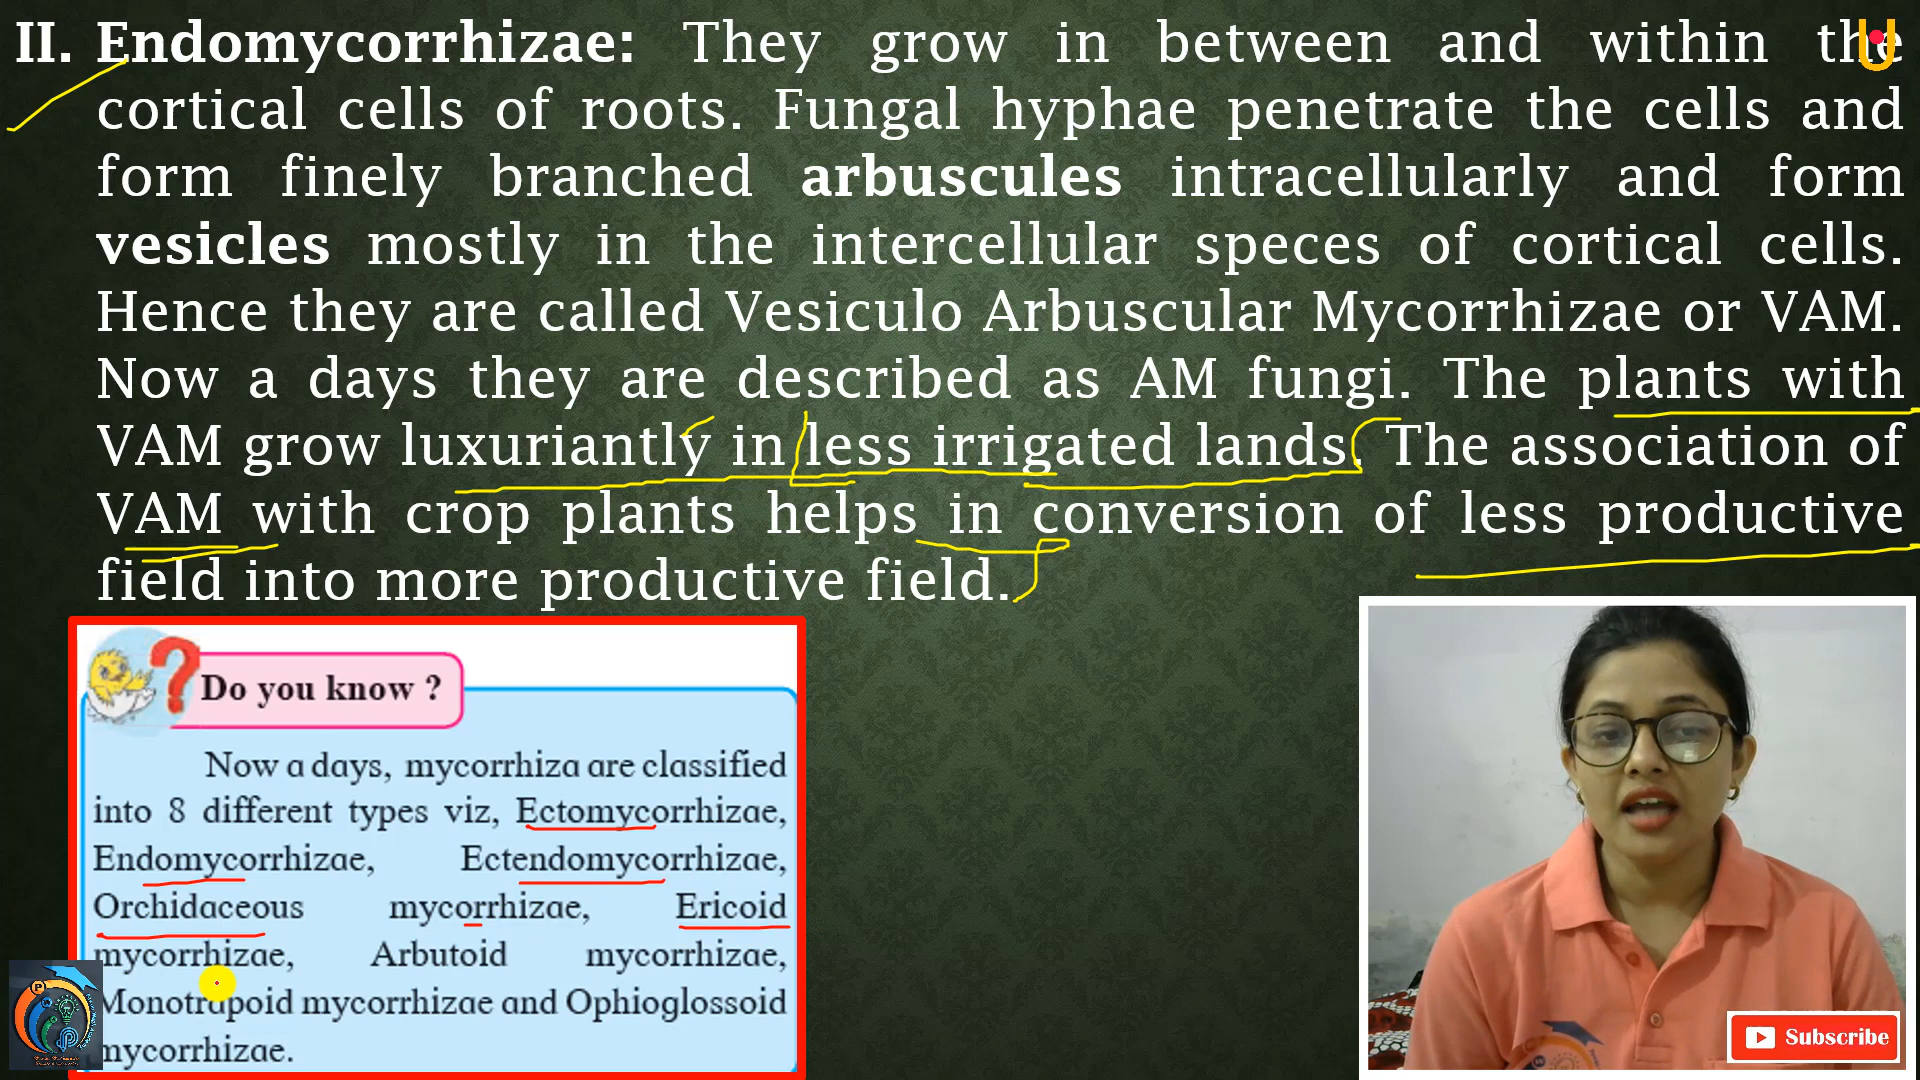 II. Endomycorrhizae: They grow in between and within the
cortical cells of roots. Fungal hyphae penetrate the cells and
form finely branched arbuscules intracellularly and form
vesicles mostly in the intercellular speces of cortical cells.
Hence they are called Vesiculo Arbuscular Mycorrhizae or VAM.
Now a days they are described as AM fungi. The plants with
VAM grow luxuriantly in less irrigated lands. The association of
VAM with crop plants helps in conversion of less productive
field into more productive field.
Do you know ?
Now a days, mycorrhiza are classified
into 8 different types viz, Ectomycorrhizae,
Endomycorrhizae, Ectendomycorrhizae,
Orchidaceous mycorrhizae, Ericoid
mycorrhizae, Arbutoid mycorrhizae,
Monotrapoid mycorrhizae and Ophioglossoid
mycorrhizae.
Subscribe